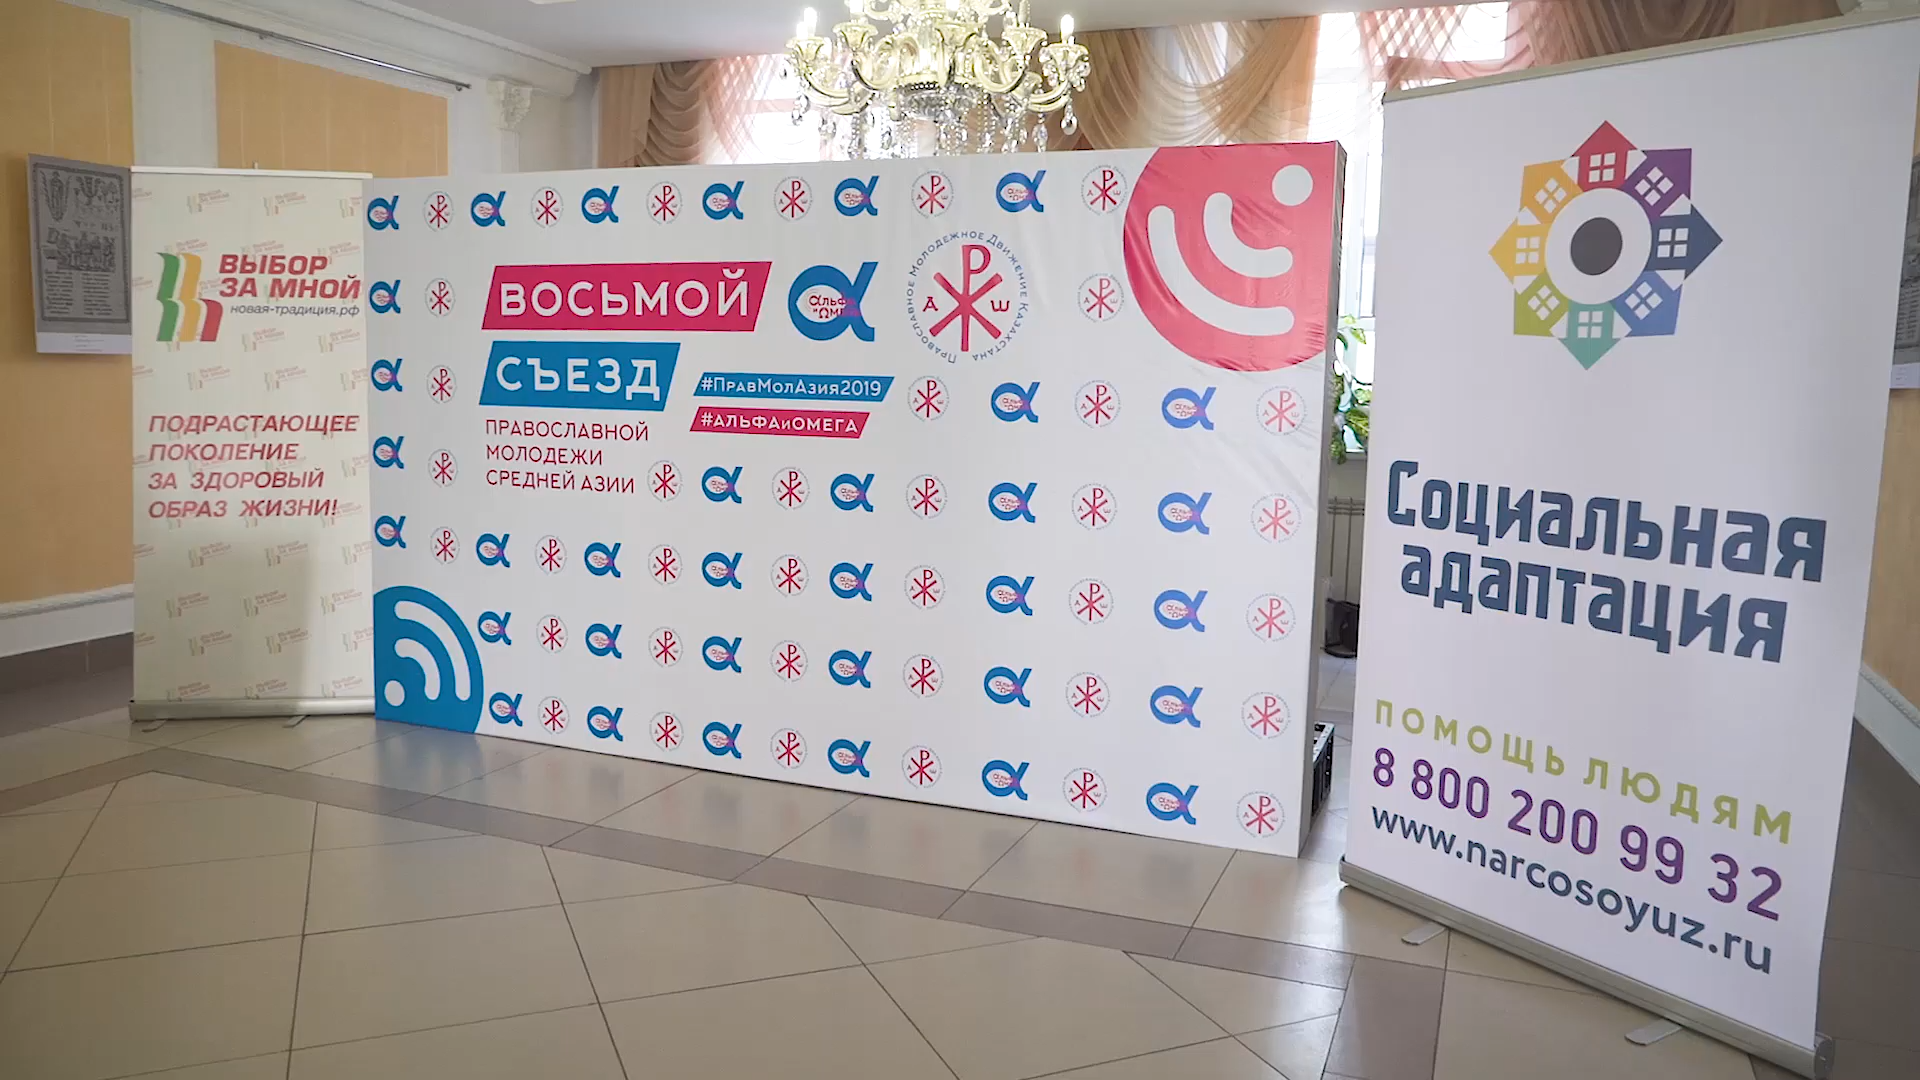 ВЫБОР
ЗА МНОЙ
новая-традиция.рф
ПОДРАСТАЮЩЕЕ
ПОКОЛЕНИЕ
ЗА ЗДОРОВЫЙ
ОБРАЗ ЖИЗНИ!
ВОСЬМОЙ
СЪЕЗД
ПРАВОСЛАВНОЙ
МОЛОДЕЖИ
СРЕДНЕЙ АЗИИ
#ПравМолАзия2019
#АЛЬФАиОМЕГА
Православное Молодежное Движение Казахстана
Социальная
адаптация
ПОМОЩЬ ЛЮДЯМ
8 800 200 99 32
www.narcosoyuz.ru